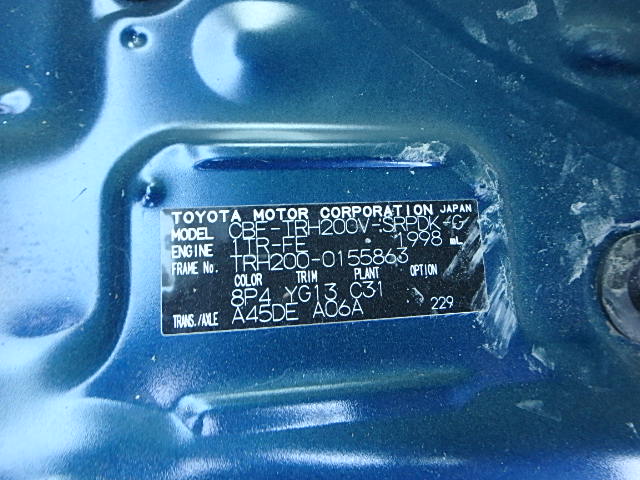 TOYOTA MOTOR CORPORATION JAPAN
MODEL CBF-TRH200V-SRPDK-G
ENGINE 1TR-FE 1998 mL
FRAME No. TRH200-0155863
COLOR TRIM PLANT OPTION
8P4 YG13 C31
TRANS./AXLE A45DE A06A 229